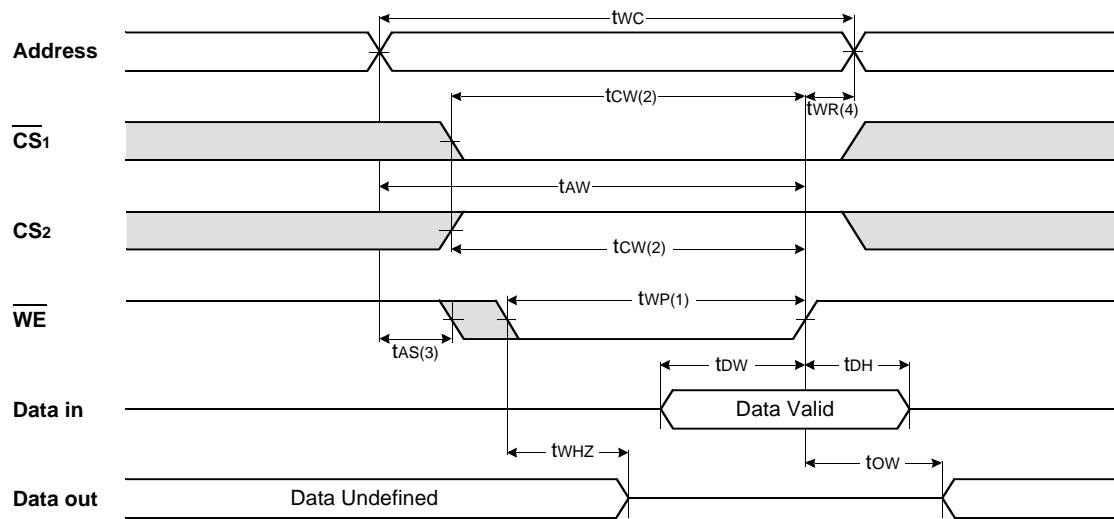 tWC
Address
tCW(2)
tWR(4)
CS1
tAW
CS2
tCW(2)
tWP(1)
WE
tAS(3)
tDW
tDH
Data in
Data Valid
tWHZ
tOW
Data out
Data Undefined